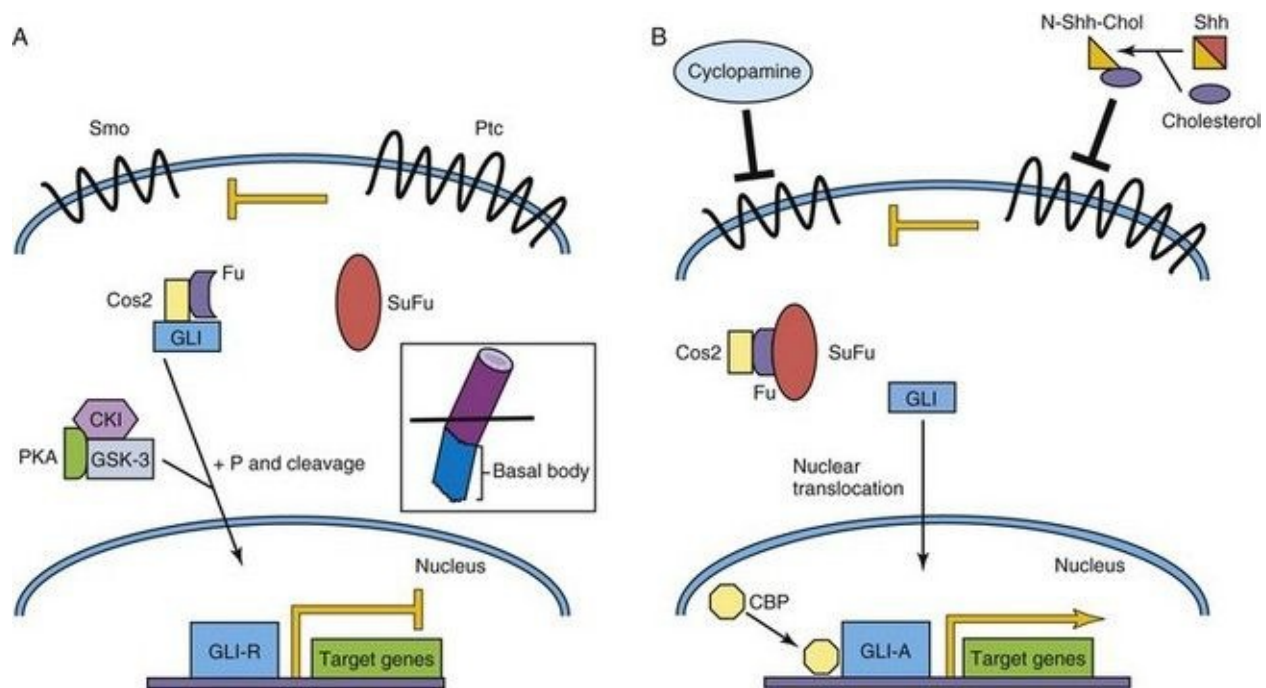 A
Smo
Ptc
Cos2
Fu
GLI
SuFu
CKI
PKA
GSK-3
+ P and cleavage
Basal body
Nucleus
GLI-R
Target genes
B
Cyclopamine
N-Shh-Chol
Shh
Cholesterol
Cos2
Fu
SuFu
GLI
Nuclear
translocation
Nucleus
CBP
GLI-A
Target genes